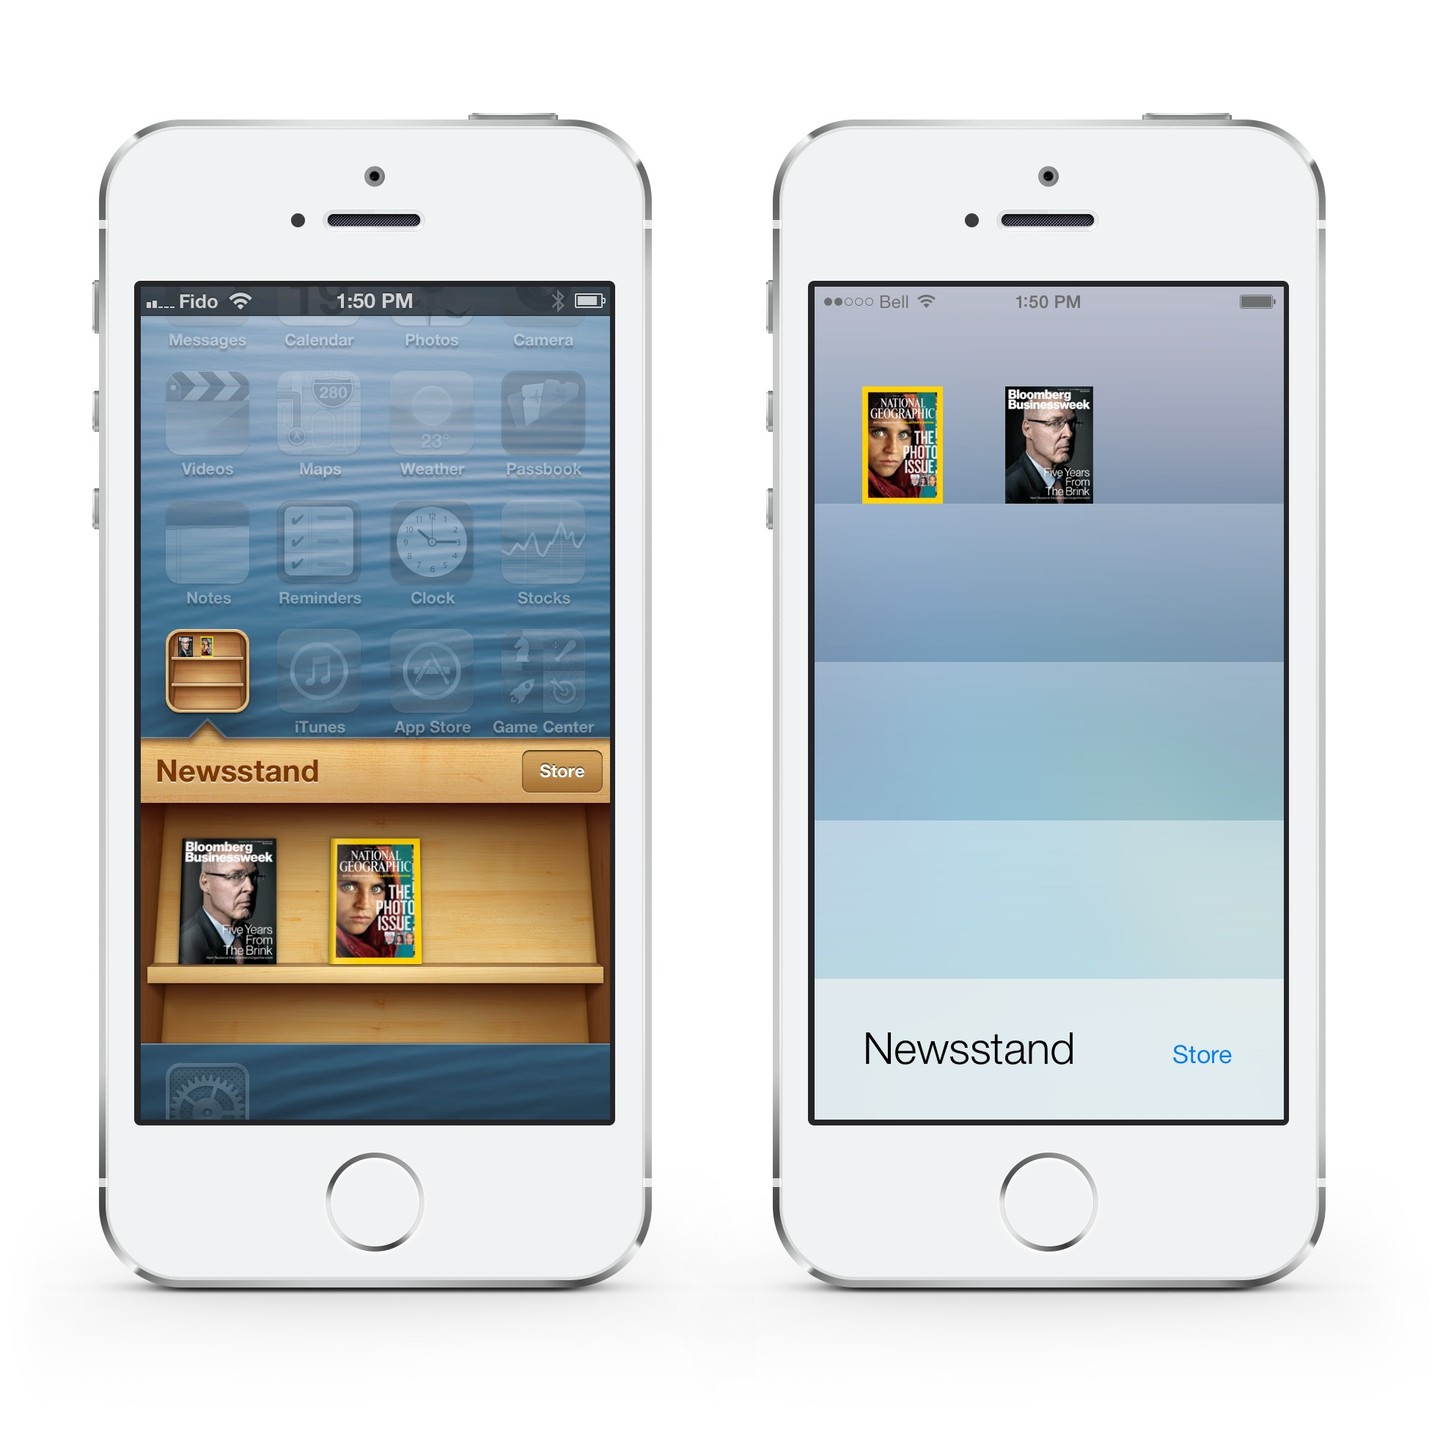 Fido 1:50 PM
19
Messages Calendar Photos Camera
280
23°
Videos Maps Weather Passbook
Notes Reminders Clock Stocks
iTunes App Store Game Center
Newsstand Store
Bloomberg
Businessweek
Five Years
From
The Brink
NATIONAL
GEOGRAPHIC
THE
PHOTO
ISSUE
Bell 1:50 PM
NATIONAL
GEOGRAPHIC
THE
PHOTO
ISSUE
Bloomberg
Businessweek
Five Years
From
The Brink
Newsstand Store